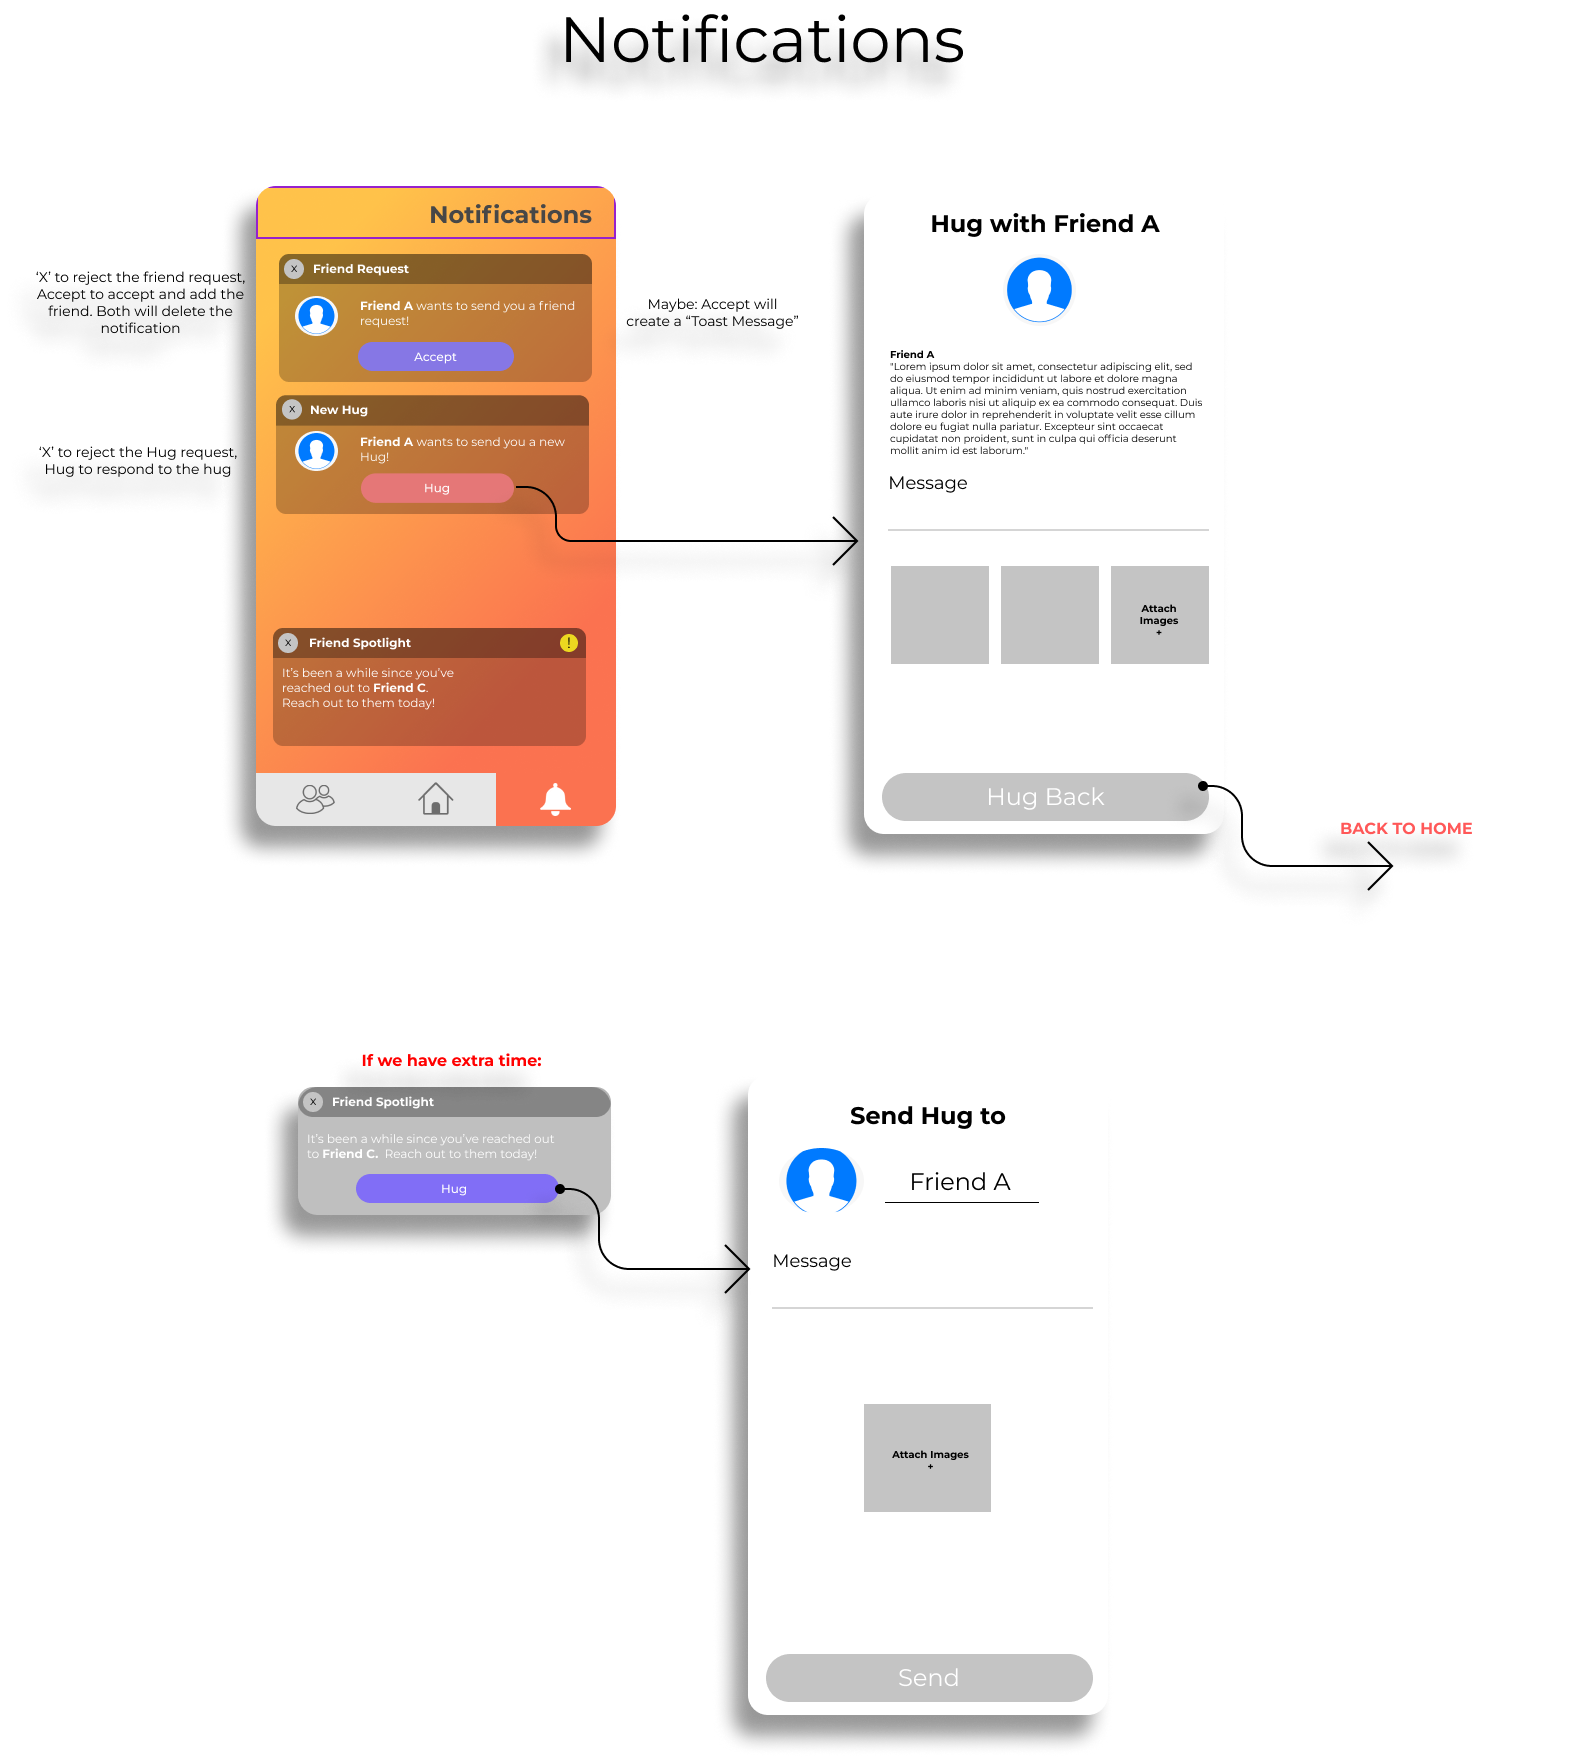 Notifications
Notifications
‘X’ to reject the friend request,
Accept to accept and add the
friend. Both will delete the
notification
X Friend Request
Friend A wants to send you a friend
request!
Accept
Maybe: Accept will
create a “Toast Message”
‘X’ to reject the Hug request,
Hug to respond to the hug
X New Hug
Friend A wants to send you a new
Hug!
Hug
X Friend Spotlight !
It’s been a while since you’ve
reached out to Friend C.
Reach out to them today!
Hug with Friend A
Friend A
"Lorem ipsum dolor sit amet, consectetur adipiscing elit, sed
do eiusmod tempor incididunt ut labore et dolore magna
aliqua. Ut enim ad minim veniam, quis nostrud exercitation
ullamco laboris nisi ut aliquip ex ea commodo consequat. Duis
aute irure dolor in reprehenderit in voluptate velit esse cillum
dolore eu fugiat nulla pariatur. Excepteur sint occaecat
cupidatat non proident, sunt in culpa qui officia deserunt
mollit anim id est laborum."
Message
Attach
Images
+
Hug Back
BACK TO HOME
If we have extra time:
X Friend Spotlight
It’s been a while since you’ve reached out
to Friend C. Reach out to them today!
Hug
Send Hug to
Friend A
Message
Attach Images
+
Send